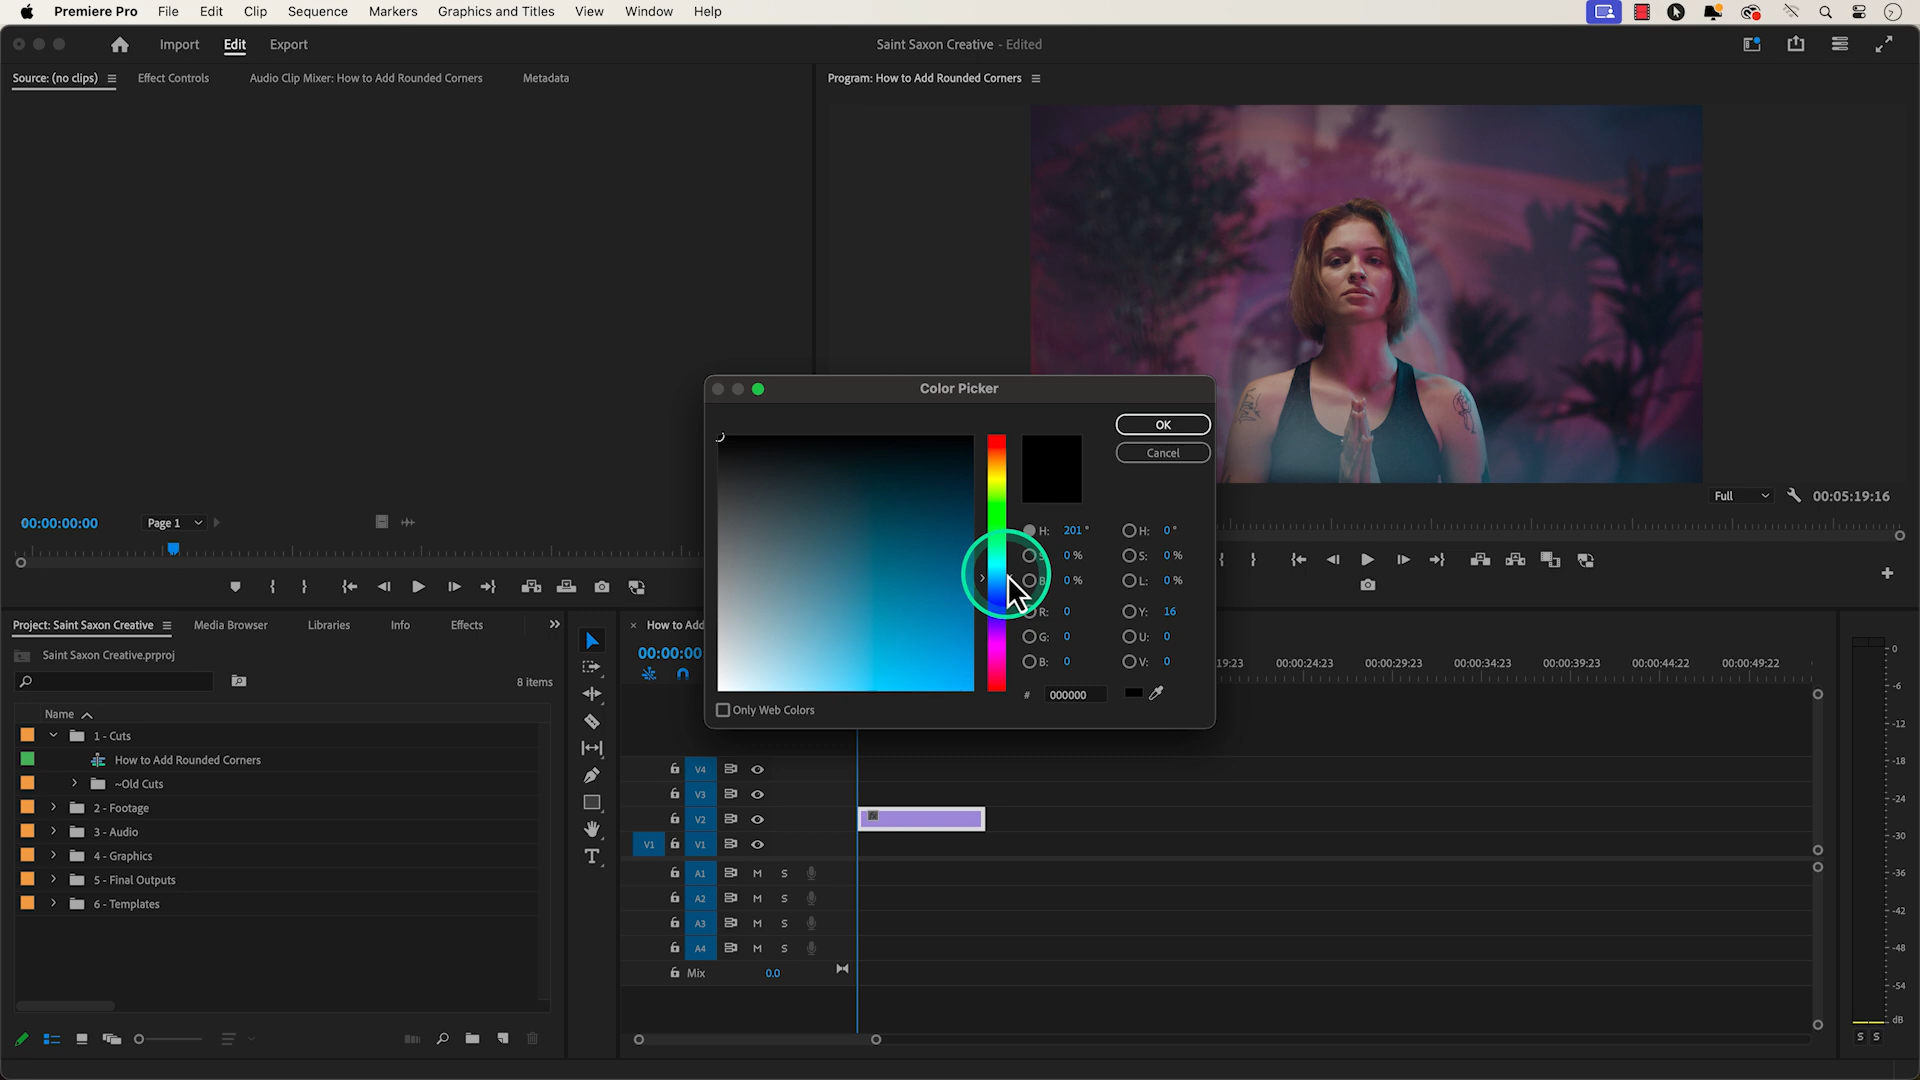 Premiere Pro File Edit Clip Sequence Markers Graphics and Titles View Window Help
Import Edit Export
Saint Saxon Creative - Edited
Source: (no clips) Effect Controls Audio Clip Mixer: How to Add Rounded Corners Metadata
Program: How to Add Rounded Corners
Color Picker
OK
Cancel
H: 201 °
H: 0 °
S: 0 %
0 %
B 0 %
L: 0 %
R: 0
Y: 16
G: 0
U: 0
B: 0
V: 0
# 000000
Only Web Colors
Full
00:05:19:16
00:00:00:00
Page 1
Project: Saint Saxon Creative Media Browser Libraries Info Effects
Saint Saxon Creative.prproj
8 items
Name
1 - Cuts
How to Add Rounded Corners
~Old Cuts
2 - Footage
3 - Audio
4 - Graphics
5 - Final Outputs
6 - Templates
T
How to Add
00:00:00:
19:23 00:00:24:23 00:00:29:23 00:00:34:23 00:00:39:23 00:00:44:22 00:00:49:22
V4
V3
V2
fx
V1 V1
A1 M S
A2 M S
A3 M S
A4 M S
Mix 0.0
0
-6
-12
-18
-24
-30
-36
-42
-48
-54
dB
S S